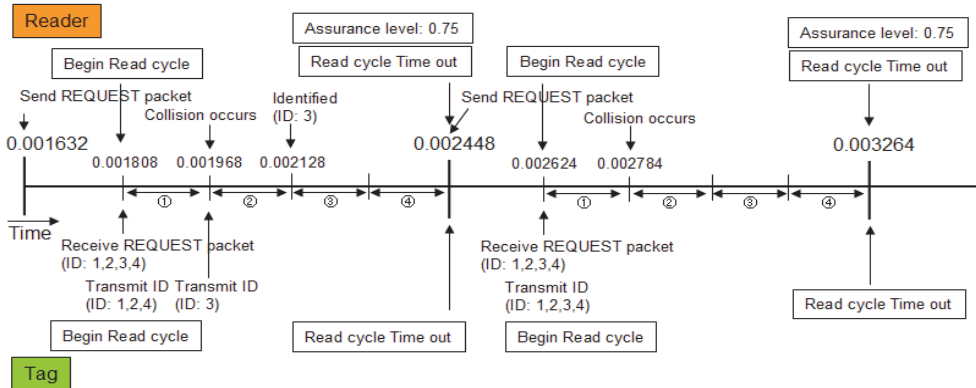 Reader
Assurance level: 0.75
Assurance level: 0.75
Begin Read cycle
Read cycle Time out
Begin Read cycle
Read cycle Time out
Send REQUEST packet
Identified
(ID: 3)
Send REQUEST packet
Collision occurs
Collision occurs
0.001632
0.002448
0.003264
0.001808
0.001968
0.002128
0.002624
0.002784
① ② ③ ④ ① ② ③ ④
Time
Receive REQUEST packet
(ID: 1,2,3,4)
Receive REQUEST packet
(ID: 1,2,3,4)
Transmit ID
(ID: 1,2,4)
Transmit ID
(ID: 3)
Transmit ID
(ID: 1,2,3,4)
Begin Read cycle
Read cycle Time out
Begin Read cycle
Read cycle Time out
Tag